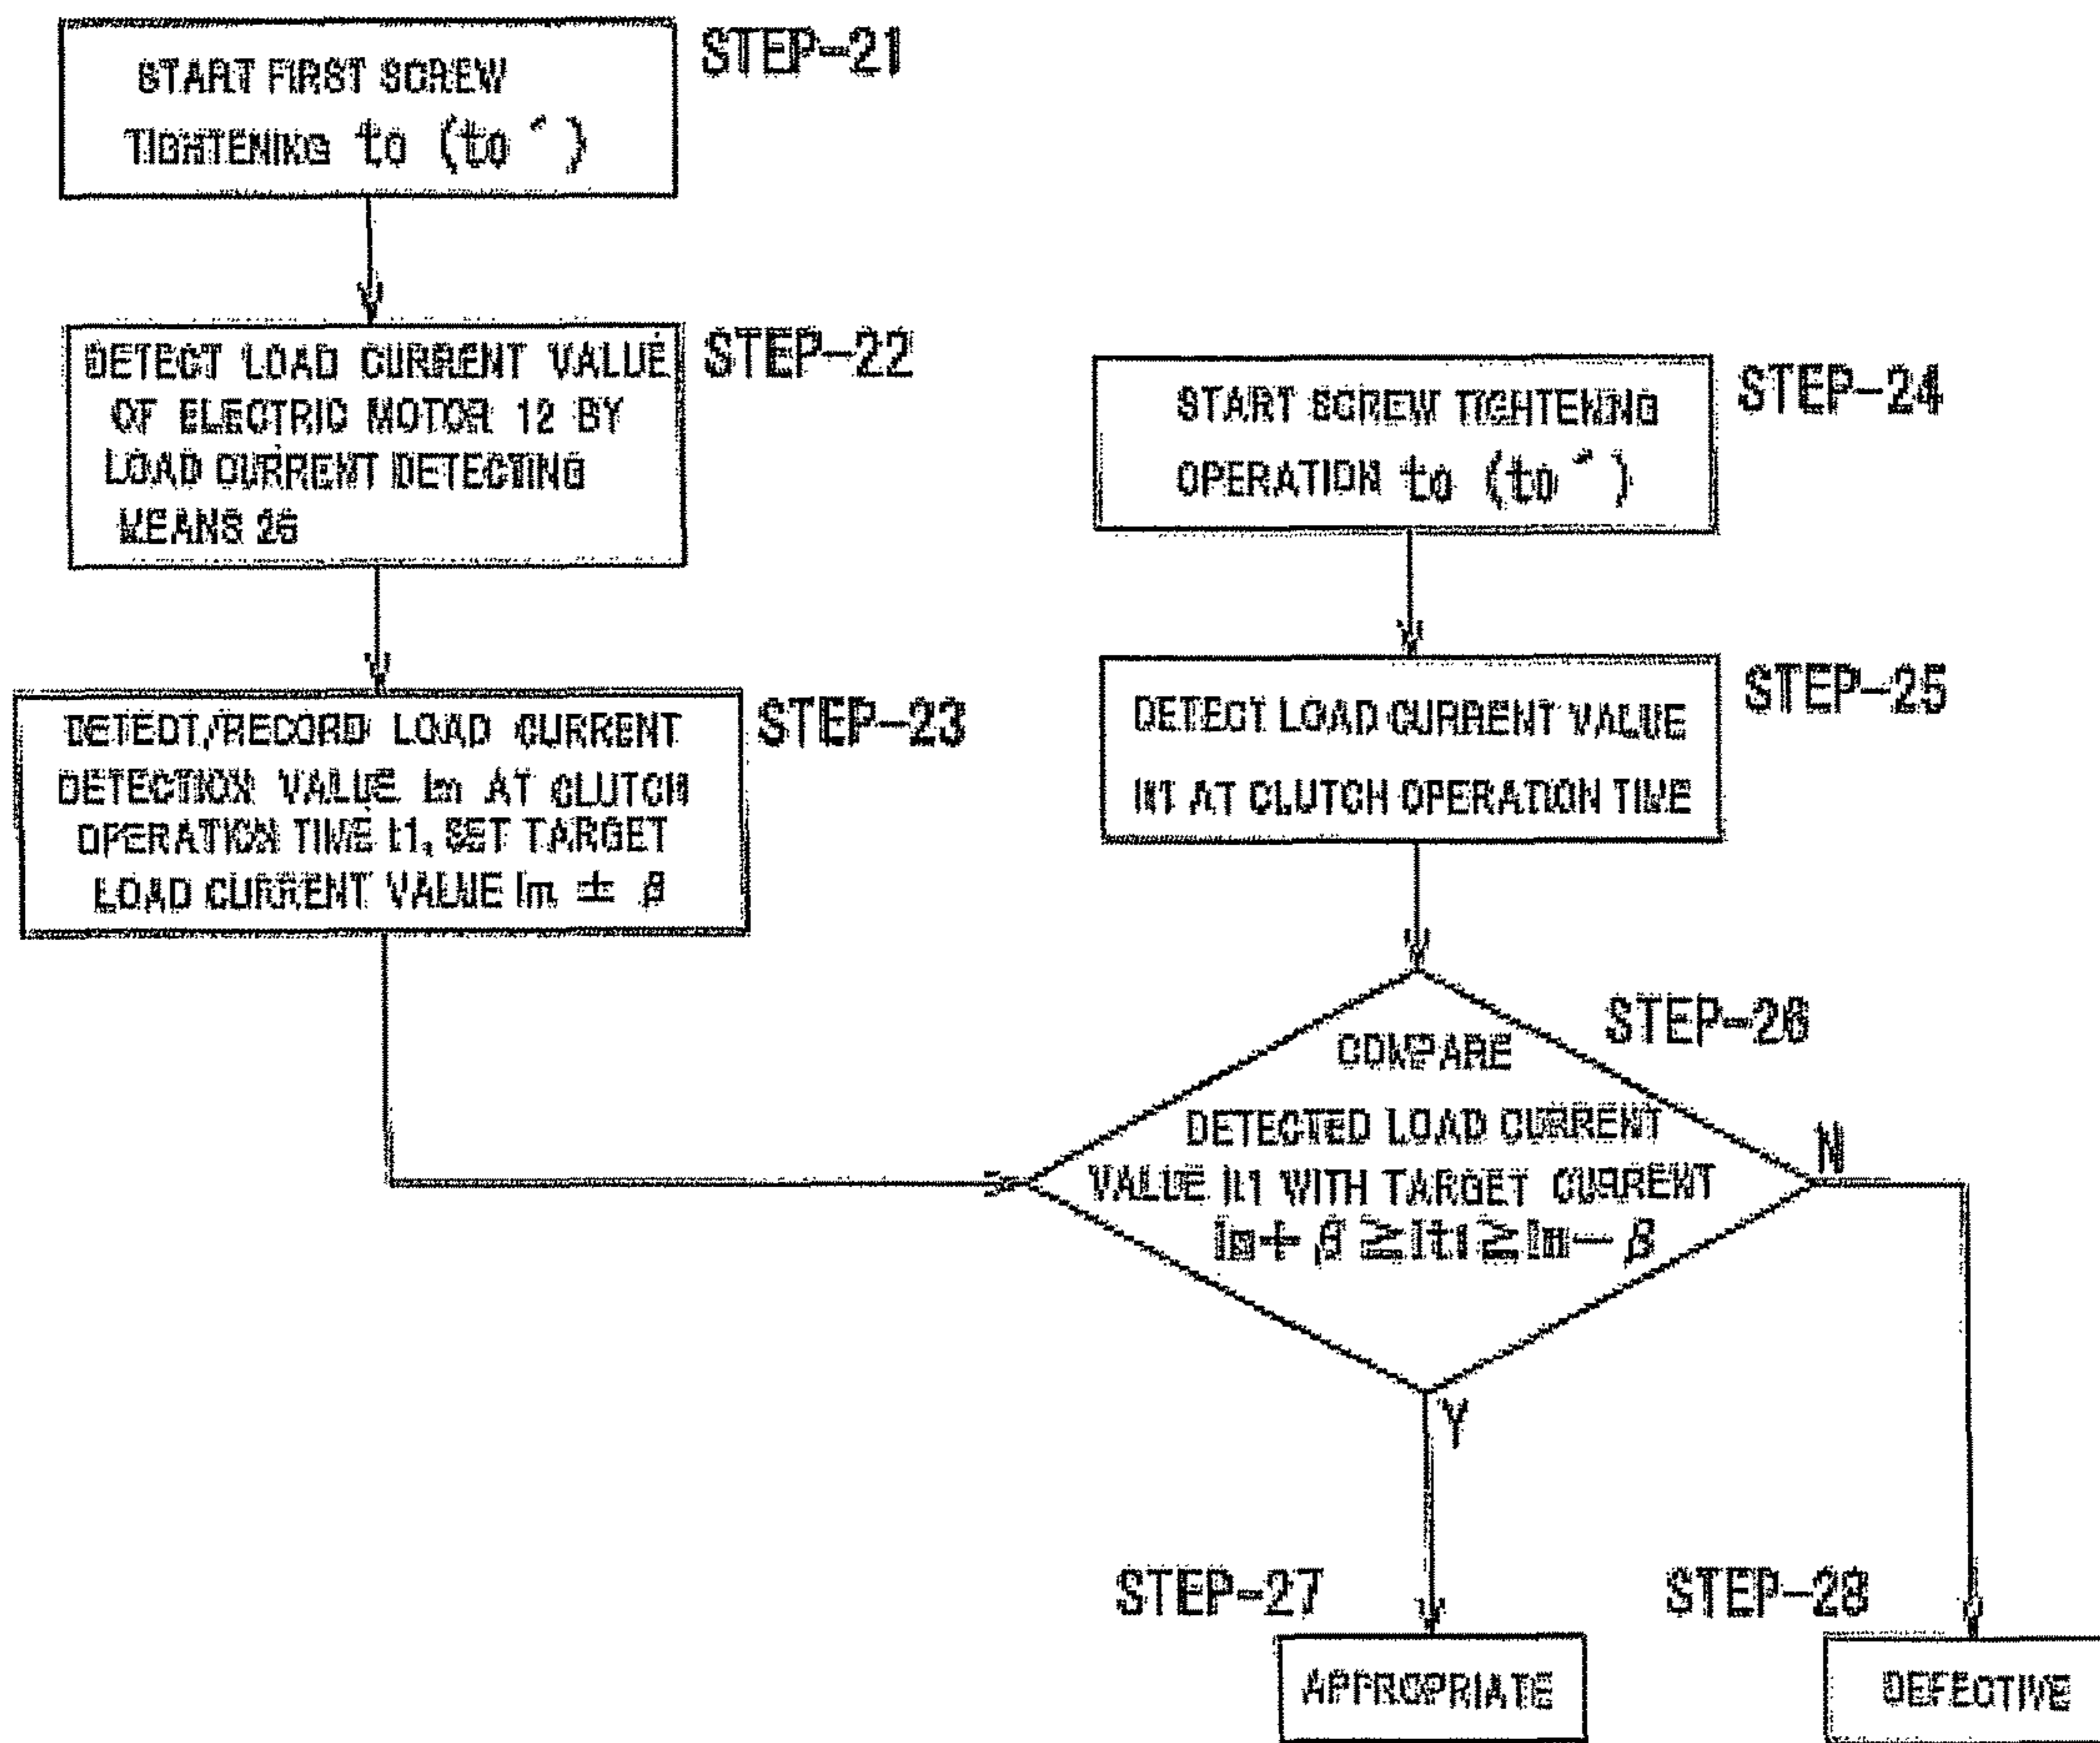 START FIRST SCREW
TIGHTENING to (to ´)
STEP-21
DETECT LOAD CURRENT VALUE
OF ELECTRIC MOTOR 12 BY
LOAD CURRENT DETECTING
MEANS 26
STEP-22
DETECT/RECORD LOAD CURRENT
DETECTION VALUE Im AT CLUTCH
OPERATION TIME t1, SET TARGET
LOAD CURRENT VALUE Im ± β
STEP-23
START SCREW TIGHTENING
OPERATION to (to ´)
STEP-24
DETECT LOAD CURRENT VALUE
It1 AT CLUTCH OPERATION TIME
STEP-25
COMPARE
DETECTED LOAD CURRENT
VALUE It1 WITH TARGET CURRENT
Im+ β ≧It1≧Im− β
STEP-26
N
Y
STEP-27
APPROPRIATE
STEP-28
DEFECTIVE